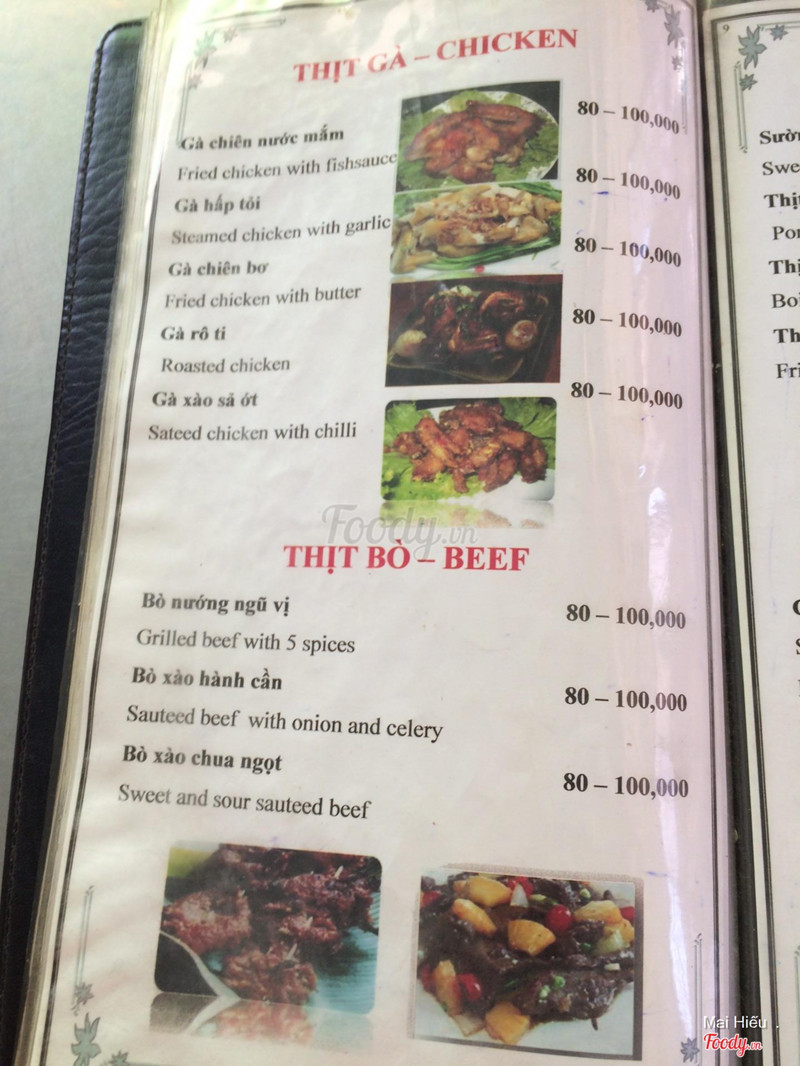 THỊT GÀ – CHICKEN
Gà chiên nước mắm 80 – 100,000
Fried chicken with fishsauce
Gà hấp tỏi 80 – 100,000
Steamed chicken with garlic
Gà chiên bơ 80 – 100,000
Fried chicken with butter
Gà rô ti 80 – 100,000
Roasted chicken
Gà xào sả ớt 80 – 100,000
Sateed chicken with chilli
Foody.vn
THỊT BÒ – BEEF
Bò nướng ngũ vị 80 – 100,000
Grilled beef with 5 spices
Bò xào hành cần 80 – 100,000
Sauteed beef with onion and celery
Bò xào chua ngọt 80 – 100,000
Sweet and sour sauteed beef
9
Mai Hiếu .
Foody.vn